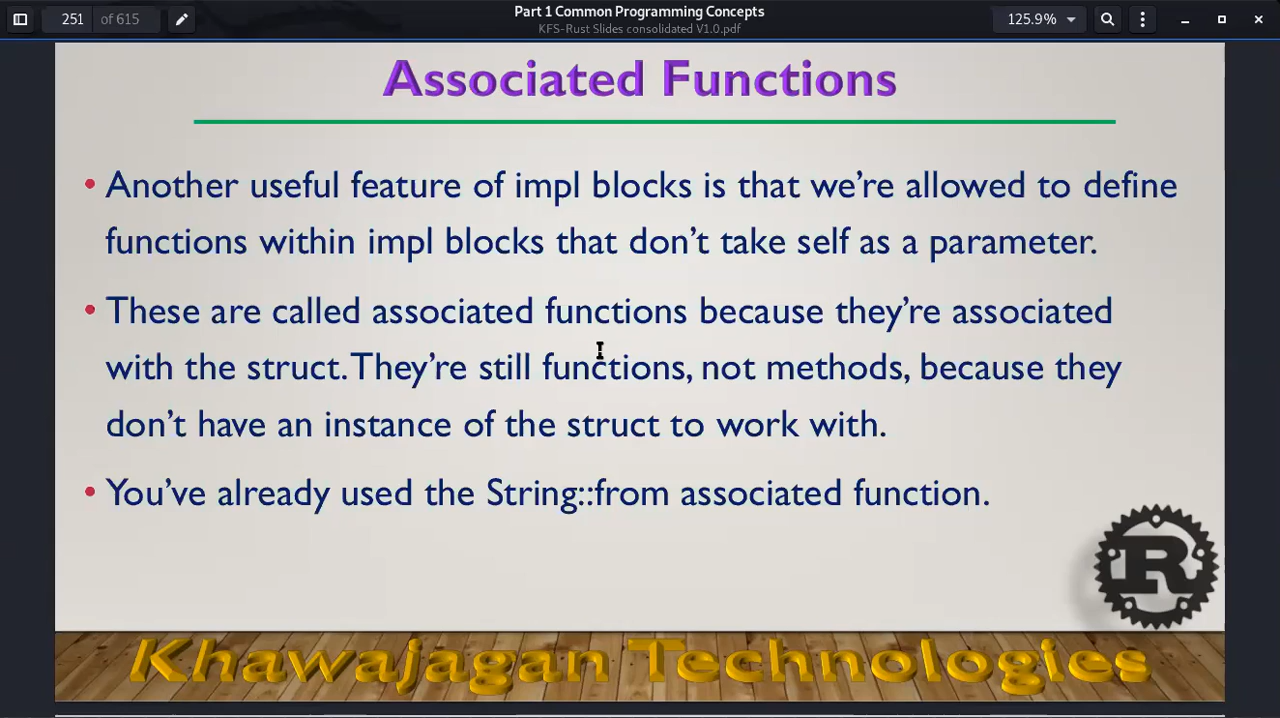 251 of 615
Part 1 Common Programming Concepts
KFS-Rust Slides consolidated V1.0.pdf
125.9%
Associated Functions
• Another useful feature of impl blocks is that we’re allowed to define
functions within impl blocks that don’t take self as a parameter.
• These are called associated functions because they’re associated
with the struct. They’re still functions, not methods, because they
don’t have an instance of the struct to work with.
• You’ve already used the String::from associated function.
R
Khawajagan Technologies